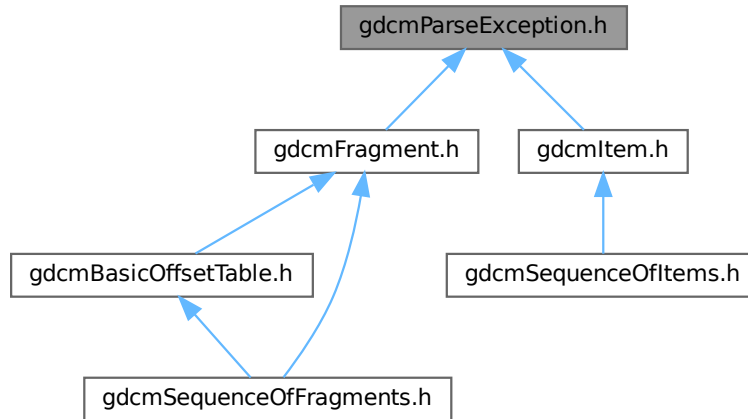 gdcmParseException.h
gdcmFragment.h
gdcmItem.h
gdcmBasicOffsetTable.h
gdcmSequenceOfItems.h
gdcmSequenceOfFragments.h